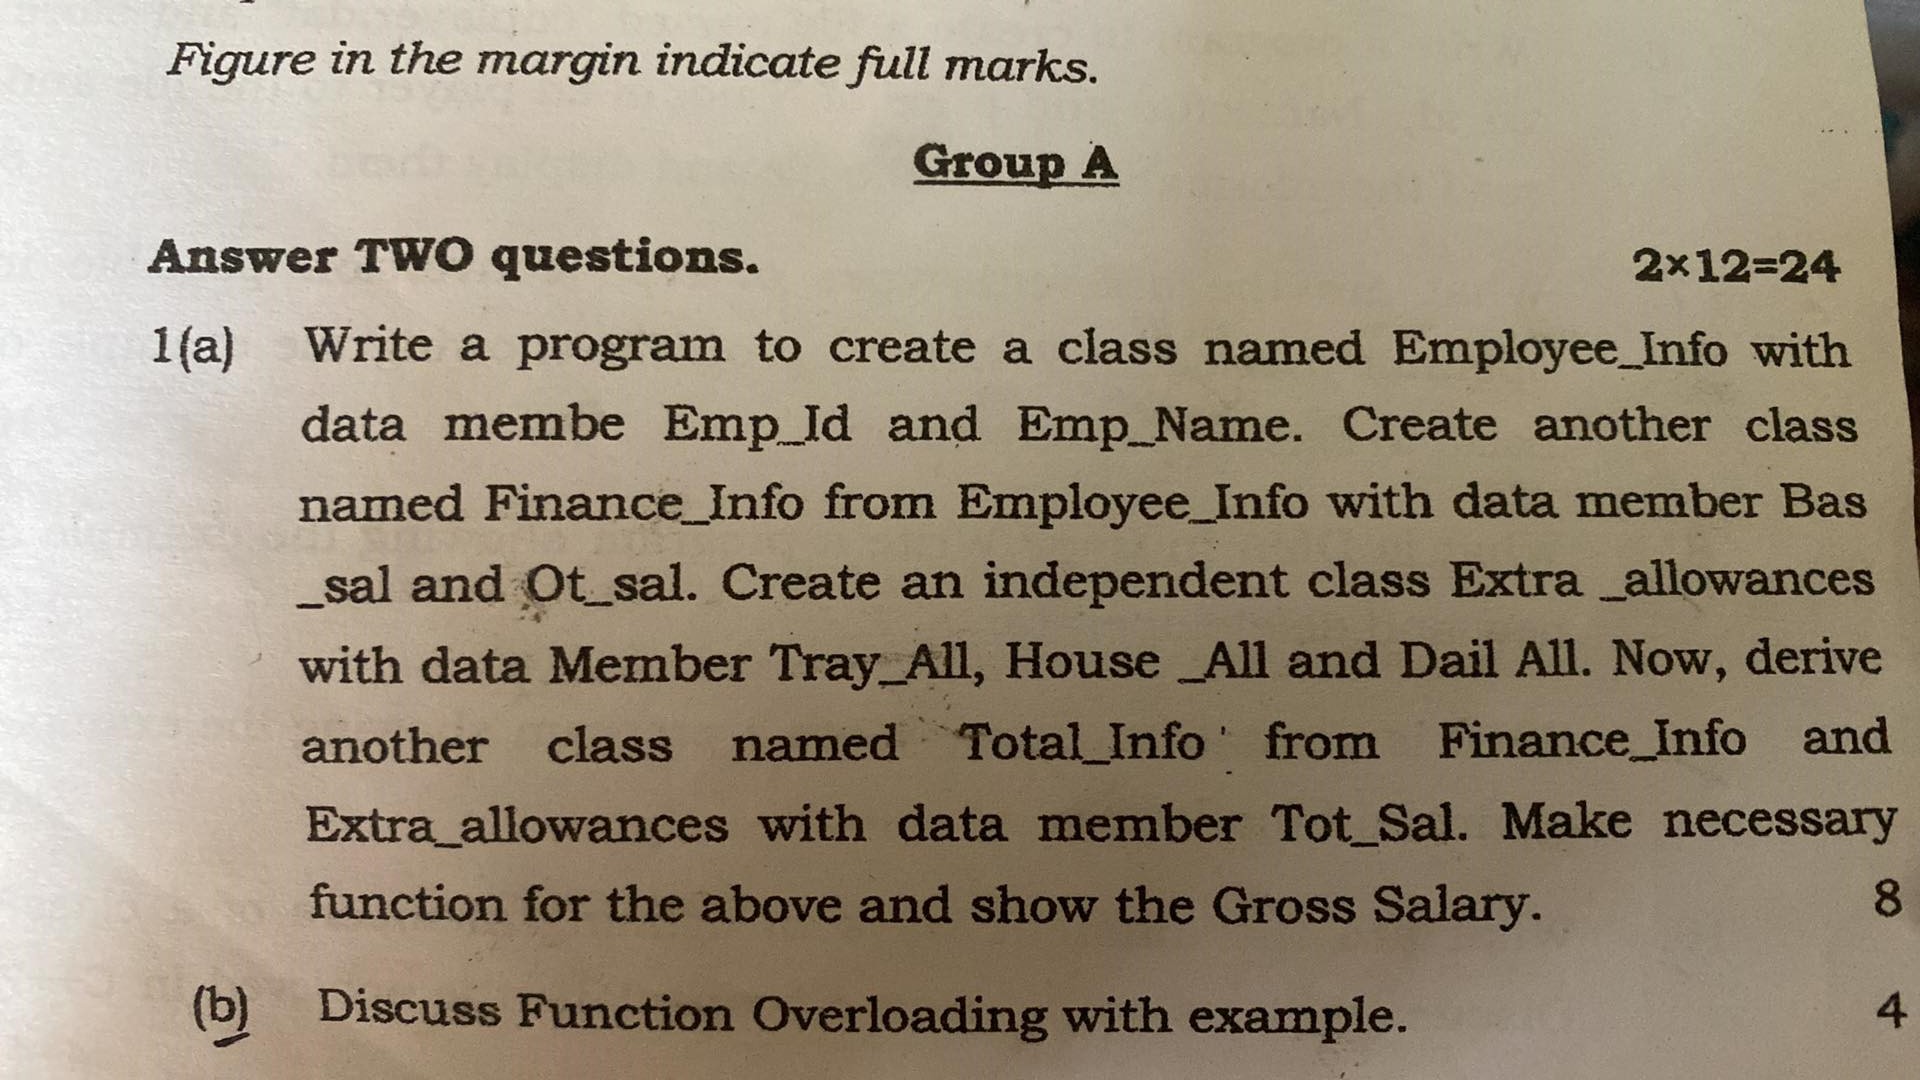 Figure in the margin indicate full marks.
Group A
Answer TWO questions. 2×12=24
1(a) Write a program to create a class named Employee_Info with
data membe Emp_Id and Emp_Name. Create another class
named Finance_Info from Employee_Info with data member Bas
_sal and Ot_sal. Create an independent class Extra _allowances
with data Member Tray_All, House _All and Dail All. Now, derive
another class named Total_Info from Finance_Info and
Extra_allowances with data member Tot_Sal. Make necessary
function for the above and show the Gross Salary. 8
(b) Discuss Function Overloading with example. 4